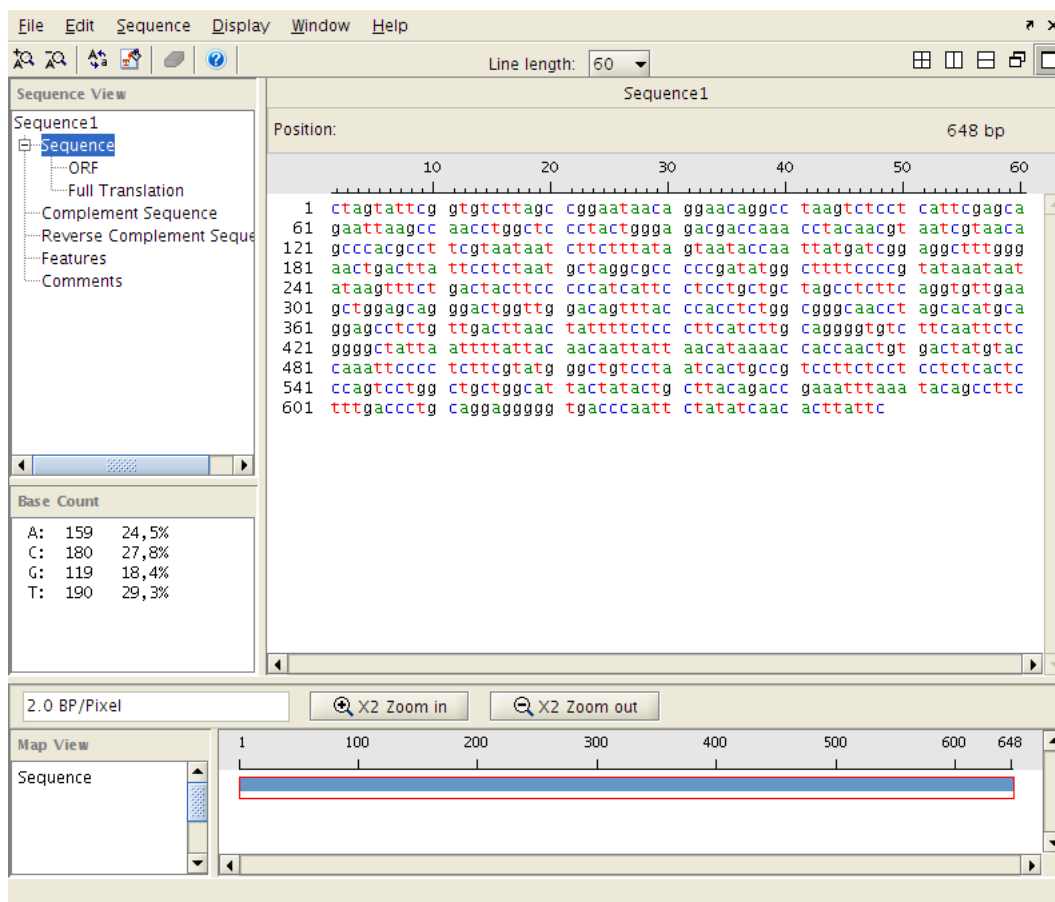 File Edit Sequence Display Window Help
Line length: 60
Sequence View
Sequence1
Sequence
ORF
Full Translation
Complement Sequence
Reverse Complement Seque
Features
Comments
Base Count
A: 159 24,5%
C: 180 27,8%
G: 119 18,4%
T: 190 29,3%
Sequence1
Position: 648 bp
10 20 30 40 50 60
1 ctagtattcg gtgtcttagc cggaataaca ggaacaggcc taagtctcct cattcgagca
61 gaattaagcc aacctggctc cctactggga gacgaccaaa cctacaacgt aatcgtaaca
121 gcccacgcct tcgtaataat cttctttata gtaataccaa ttatgatcgg aggctttggg
181 aactgactta ttcctctaat gctaggcgcc cccgatatgg cttttccccg tataaataat
241 ataagtttct gactacttcc cccatcattc ctcctgctgc tagcctcttc aggtgttgaa
301 gctggagcag ggactggttg gacagtttac ccacctctgg cgggcaacct agcacatgca
361 ggagcctctg ttgacttaac tattttctcc cttcatcttg caggggtgtc ttcaattctc
421 ggggctatta attttattac aacaattatt aacataaaac caccaactgt gactatgtac
481 caaattcccc tcttcgtatg ggctgtccta atcactgccg tccttctcct cctctcactc
541 ccagtcctgg ctgctggcat tactatactg cttacagacc gaaatttaaa tacagccttc
601 tttgaccctg caggaggggg tgacccaatt ctatatcaac acttattc
2.0 BP/Pixel X2 Zoom in X2 Zoom out
Map View
Sequence
1 100 200 300 400 500 600 648